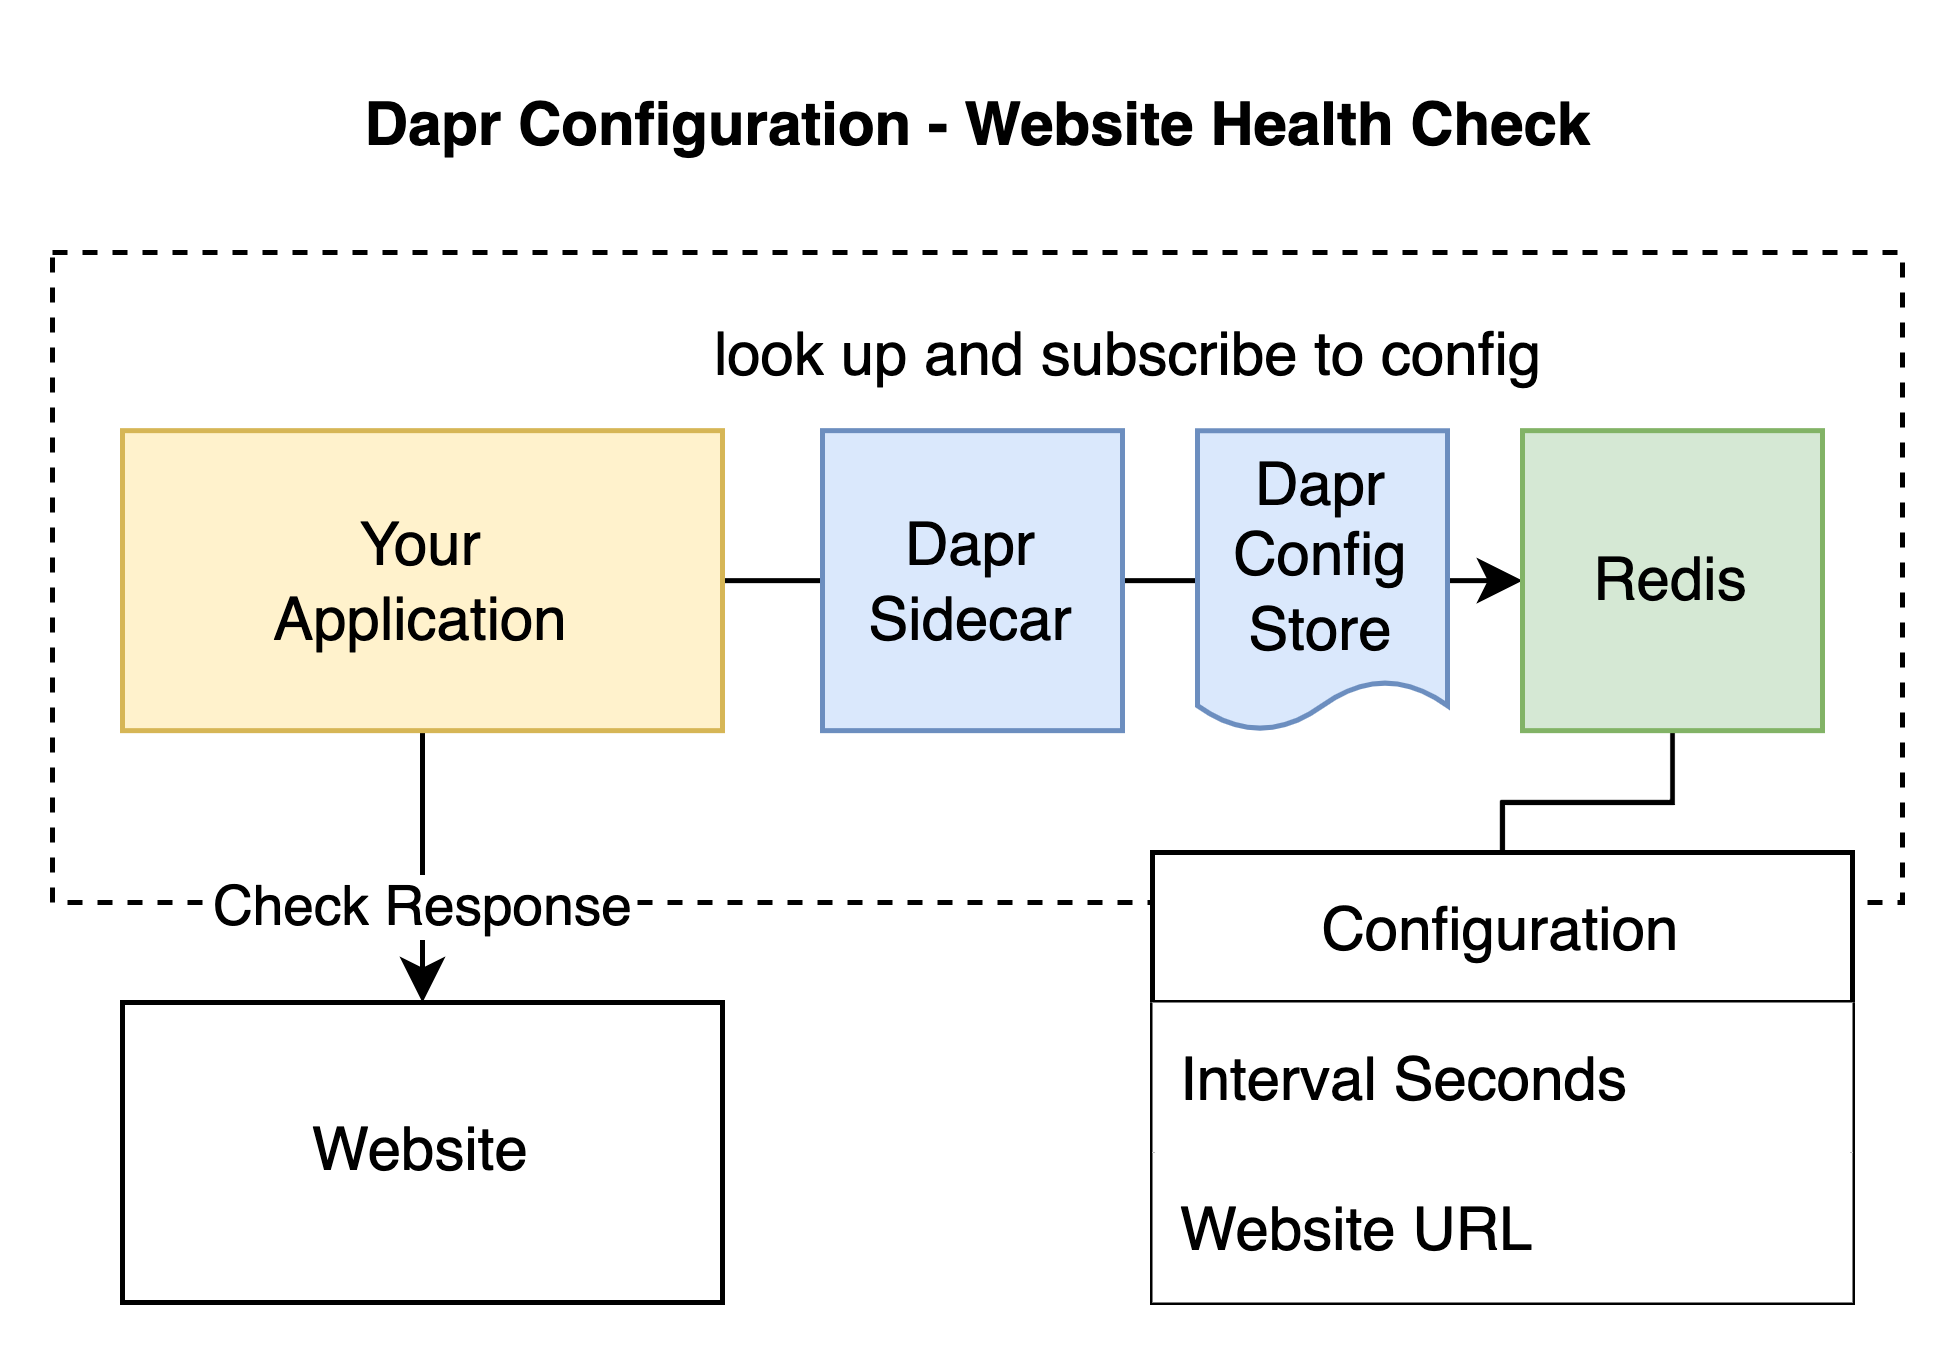 Dapr Configuration - Website Health Check
look up and subscribe to config
Your
Application
Dapr
Sidecar
Dapr
Config
Store
Redis
Check Response
Configuration
Interval Seconds
Website URL
Website